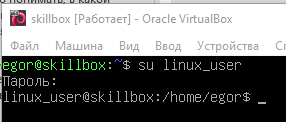 skillbox [Работает] - Oracle VirtualBox
Файл Машина Вид Ввод Устройства
egor@skillbox:~$ su linux_user
Пароль:
linux_user@skillbox:/home/egor$ _